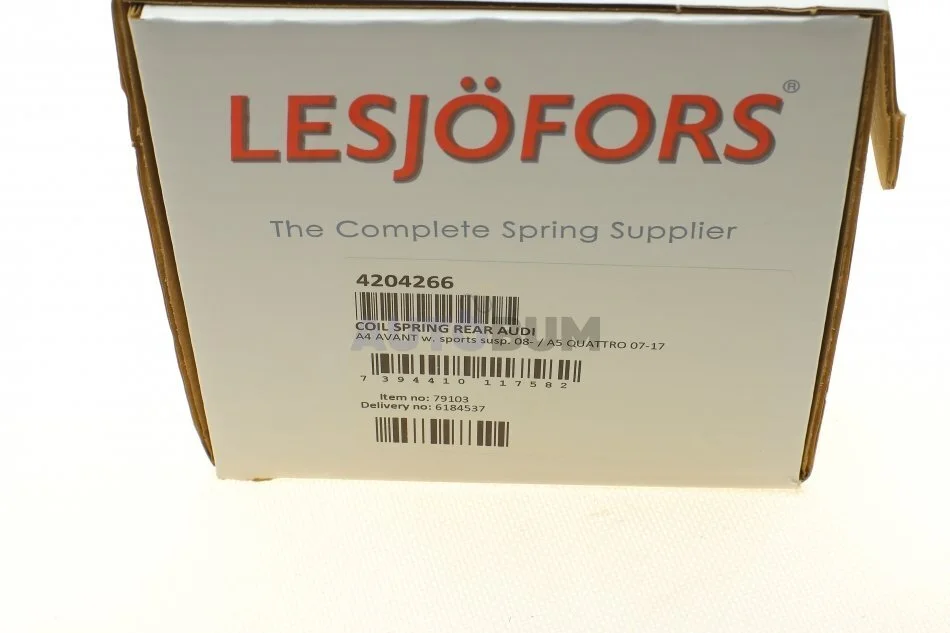 LESJÖFORS®
The Complete Spring Supplier
4204266
AUTODUM
COIL SPRING REAR AUDI
A4 AVANT w. sports susp. 08- / A5 QUATTRO 07-17
7 394410 117582
Item no: 79103
Delivery no: 6184537